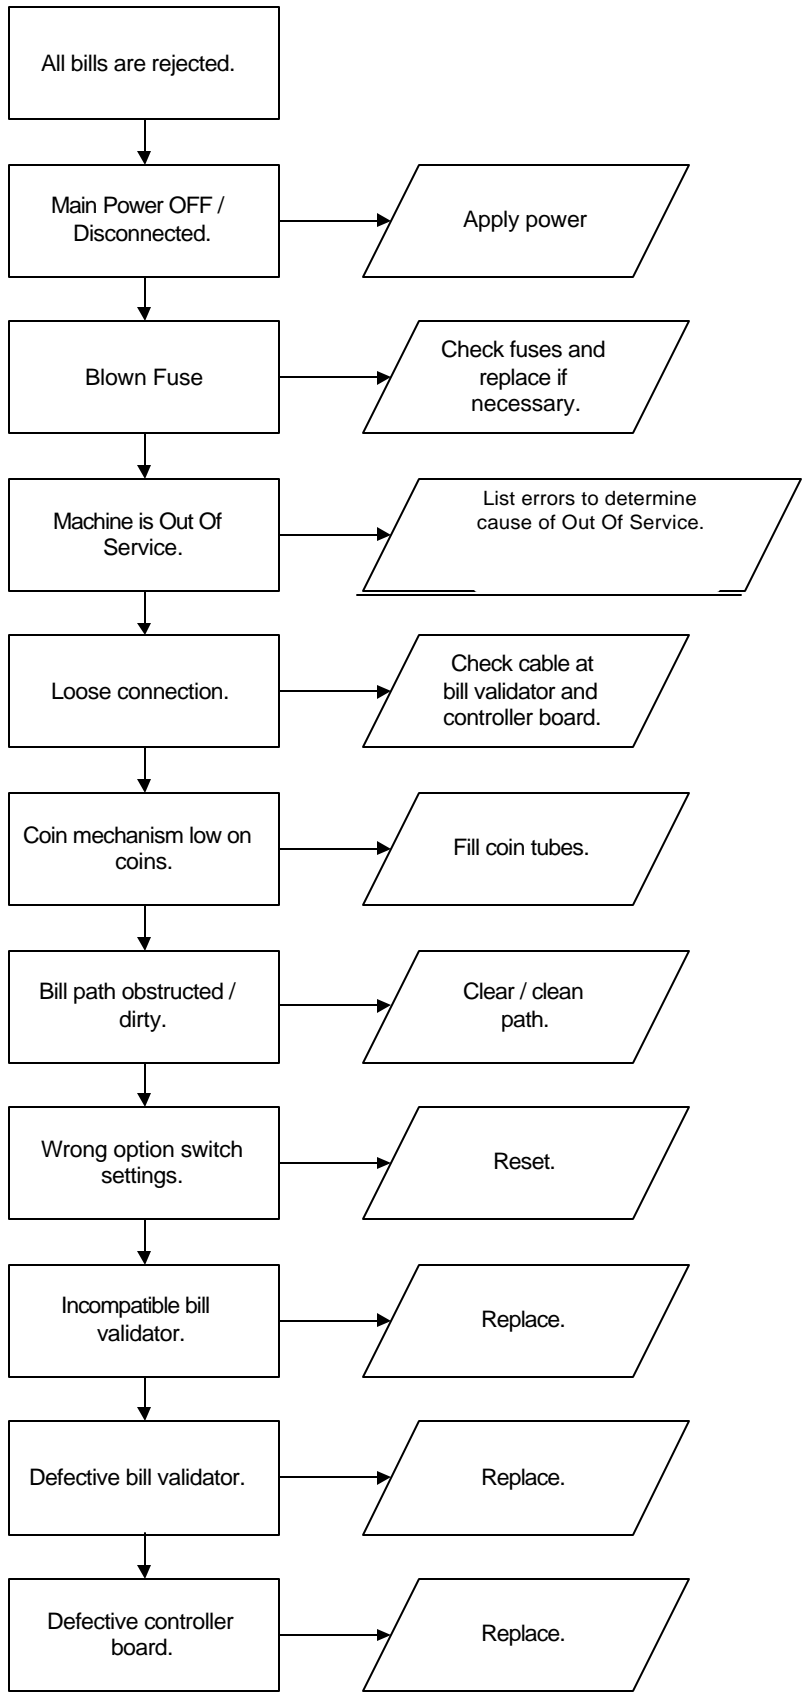 All bills are rejected.
Main Power OFF /
Disconnected.
Apply power
Blown Fuse
Check fuses and
replace if
necessary.
Machine is Out Of
Service.
List errors to determine
cause of Out Of Service.
Loose connection.
Check cable at
bill validator and
controller board.
Coin mechanism low on
coins.
Fill coin tubes.
Bill path obstructed /
dirty.
Clear / clean
path.
Wrong option switch
settings.
Reset.
Incompatible bill
validator.
Replace.
Defective bill validator.
Replace.
Defective controller
board.
Replace.